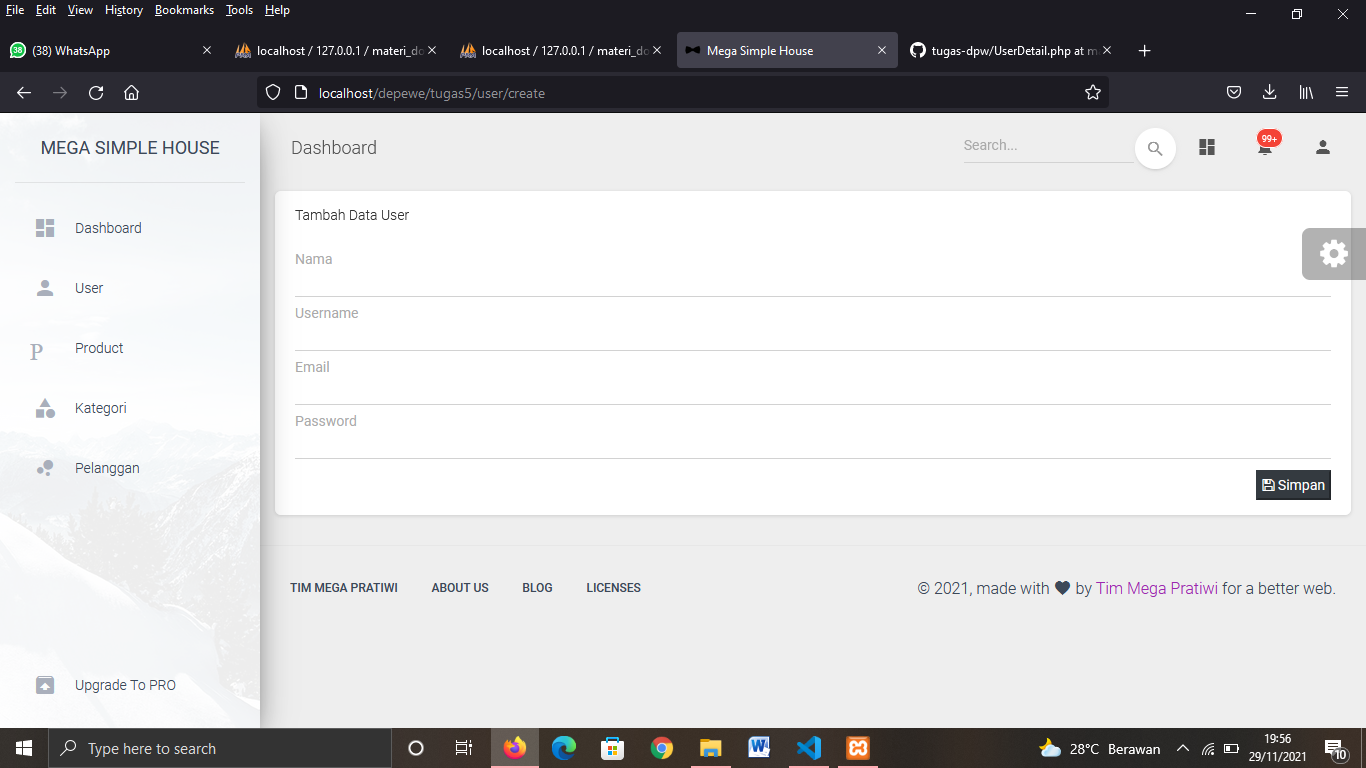 File Edit View History Bookmarks Tools Help
38 (38) WhatsApp
localhost / 127.0.0.1 / materi_do
localhost / 127.0.0.1 / materi_do
Mega Simple House
tugas-dpw/UserDetail.php at m
localhost/depewe/tugas5/user/create
MEGA SIMPLE HOUSE
Dashboard
Search...
99+
Dashboard
User
P Product
Kategori
Pelanggan
Upgrade To PRO
Tambah Data User
Nama
Username
Email
Password
Simpan
TIM MEGA PRATIWI ABOUT US BLOG LICENSES
© 2021, made with ♥ by Tim Mega Pratiwi for a better web.
Type here to search
28°C Berawan
19:56
29/11/2021
10